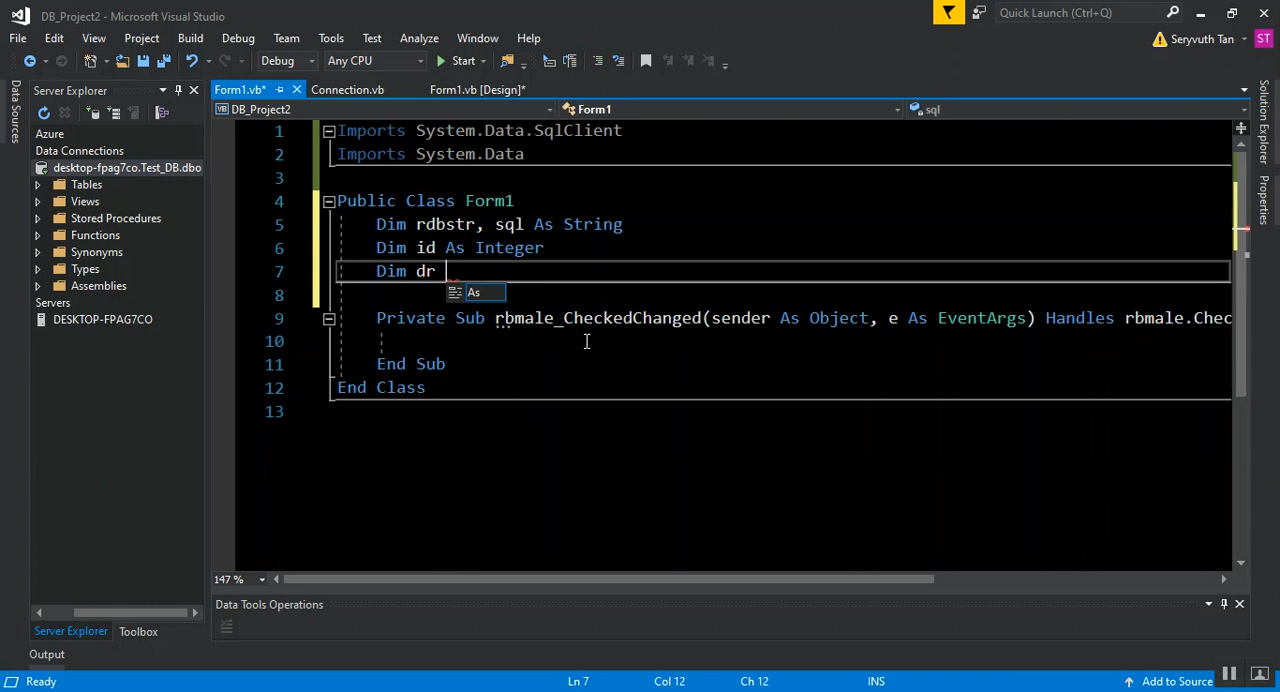 DB_Project2 - Microsoft Visual Studio
Quick Launch (Ctrl+Q)
File Edit View Project Build Debug Team Tools Test Analyze Window Help
Seryvuth Tan ST
Debug Any CPU Start
Data Sources
Server Explorer
Form1.vb* Connection.vb Form1.vb [Design]*
DB_Project2 Form1 sql
Azure
Data Connections
desktop-fpag7co.Test_DB.dbo
Tables
Views
Stored Procedures
Functions
Synonyms
Types
Assemblies
Servers
DESKTOP-FPAG7CO
1 Imports System.Data.SqlClient
2 Imports System.Data
3
4 Public Class Form1
5 Dim rdbstr, sql As String
6 Dim id As Integer
7 Dim dr
As
8
9 Private Sub rbmale_CheckedChanged(sender As Object, e As EventArgs) Handles rbmale.Chec
10
11 End Sub
12 End Class
13
Solution Explorer
Properties
147 %
Data Tools Operations
Server Explorer Toolbox
Output
Ready Ln 7 Col 12 Ch 12 INS Add to Source